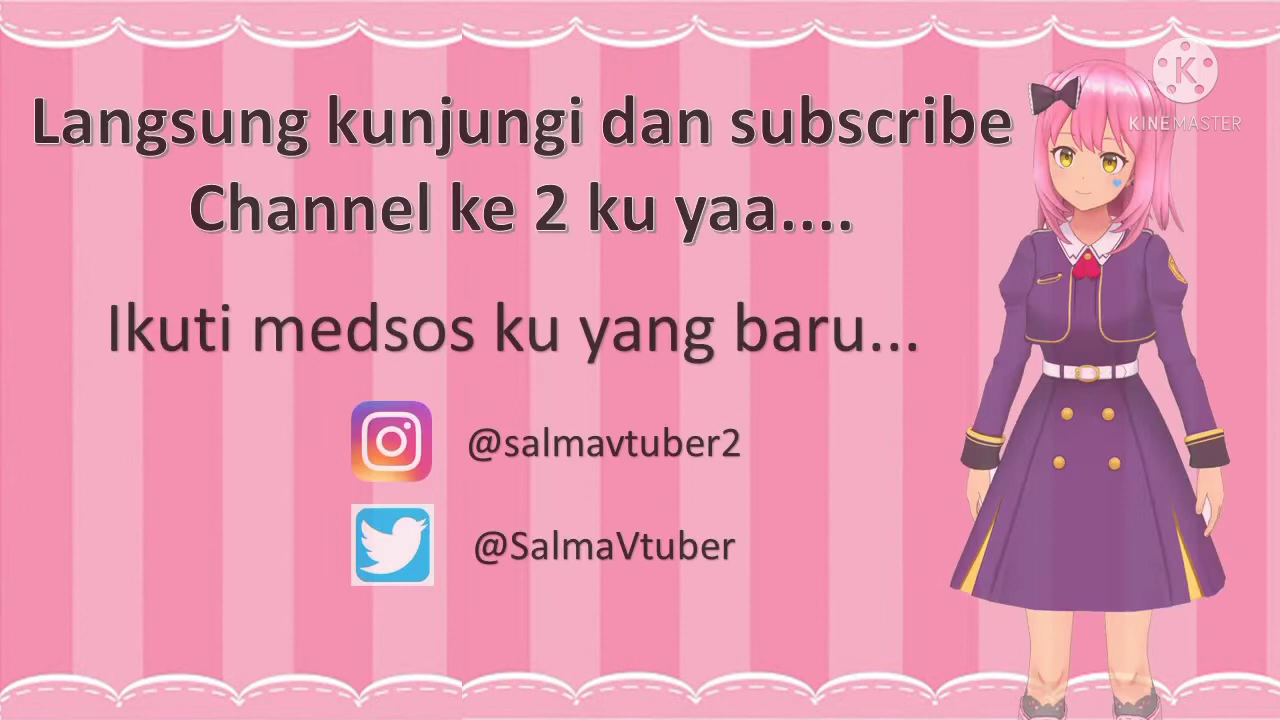 Langsung kunjungi dan subscribe
Channel ke 2 ku yaa....
Ikuti medsos ku yang baru...
@salmavtuber2
@SalmaVtuber
K
KINEMASTER